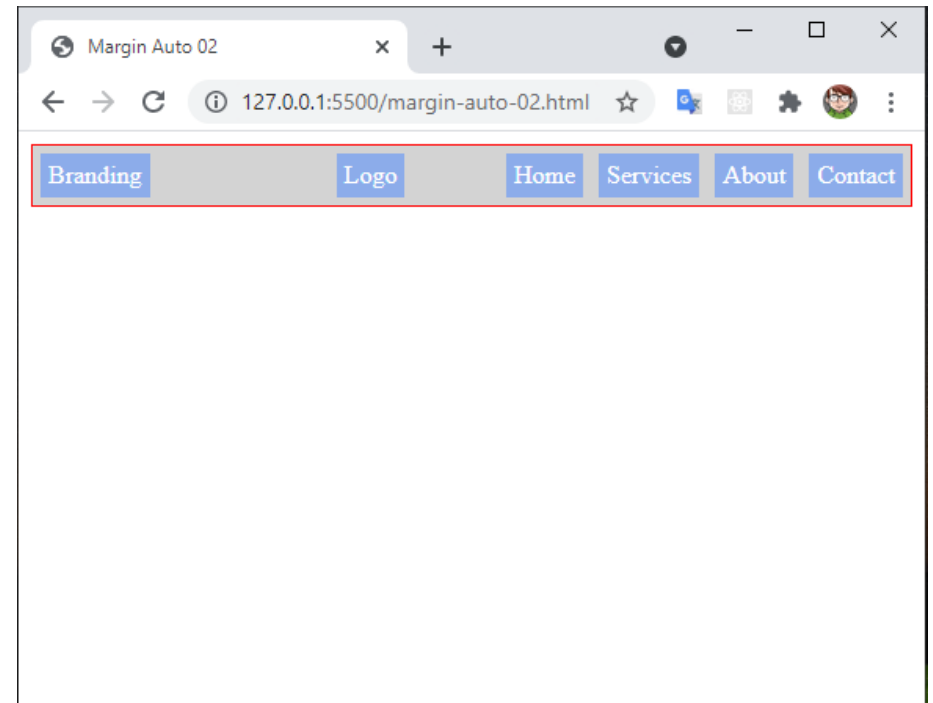 Margin Auto 02
127.0.0.1:5500/margin-auto-02.html
Branding Logo Home Services About Contact